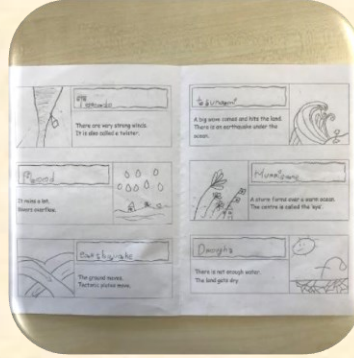 Tornado
There are very strong winds.
It is also called a twister.
Flood
It rains a lot.
Rivers overflow.
Earthquake
The ground moves.
Tectonic plates move.
tsunami
A big wave comes and hits the land.
There is an earthquake under the
ocean.
Hurricane
A storm forms over a warm ocean.
The centre is called the 'eye'.
There is not enough water.
The land gets dry.